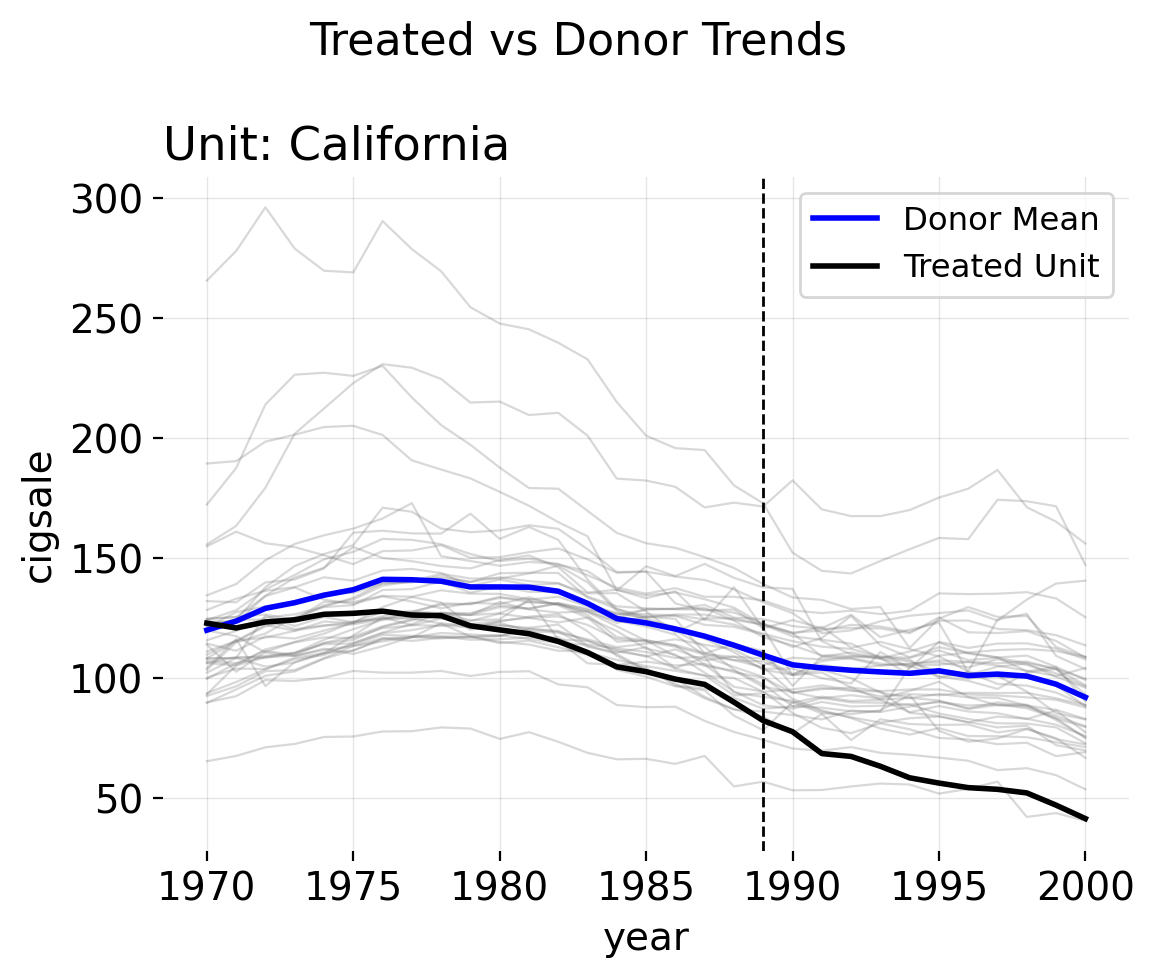 Treated vs Donor Trends
Unit: California
Donor Mean
Treated Unit
300
250
200
150
100
50
cigsale
1970 1975 1980 1985 1990 1995 2000
year